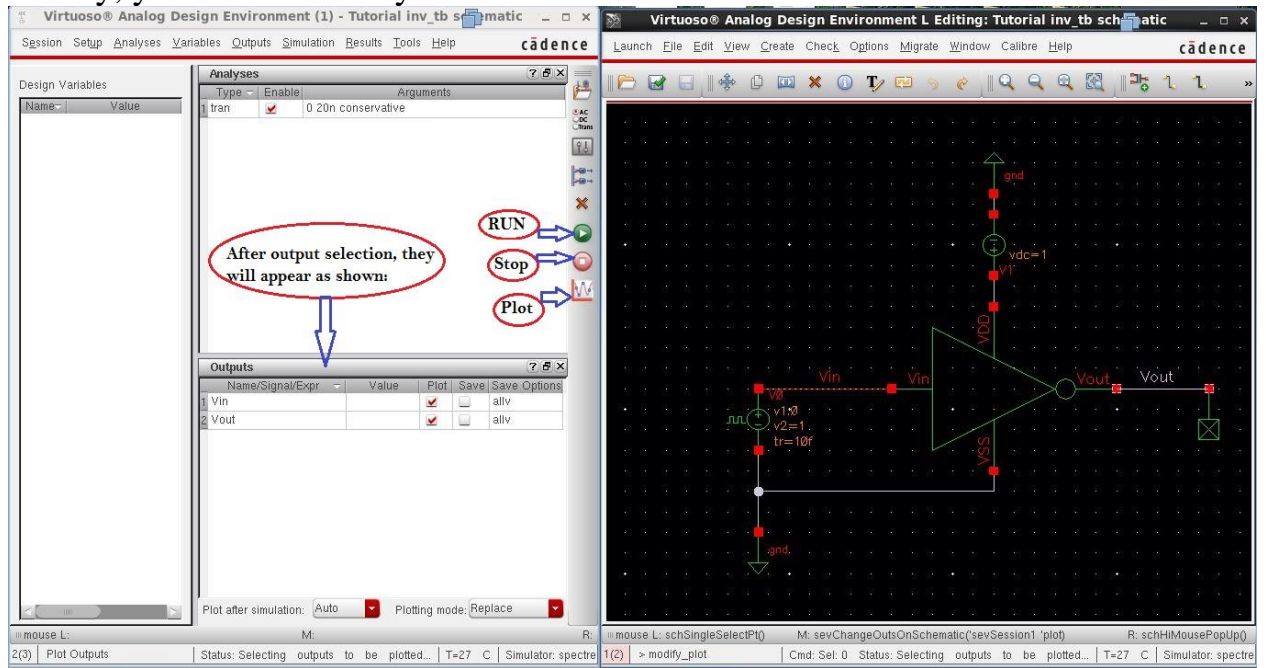 Virtuoso® Analog Design Environment (1) - Tutorial inv_tb schematic
Session Setup Analyses Variables Outputs Simulation Results Tools Help
cādence
Design Variables
Name Value
Analyses
Type Enable Arguments
1 tran 0 20n conservative
AC
DC
Trans
RUN
Stop
Plot
After output selection, they
will appear as shown:
Outputs
Name/Signal/Expr Value Plot Save Save Options
1 Vin allv
2 Vout allv
Plot after simulation: Auto Plotting mode: Replace
mouse L: M: R:
2(3) Plot Outputs Status: Selecting outputs to be plotted... T=27 C Simulator: spectre
Virtuoso® Analog Design Environment L Editing: Tutorial inv_tb schematic
Launch File Edit View Create Check Options Migrate Window Calibre Help
cādence
gnd
vdc=1
V1
VDD
Vin Vin
Vout Vout
V0
v1:0
v2=1
tr=10f
VSS
gnd
mouse L: schSingleSelectPt() M: sevChangeOutsOnSchematic('sevSession1 'plot) R: schHiMousePopUp()
1(2) > modify_plot Cmd: Sel: 0 Status: Selecting outputs to be plotted... T=27 C Simulator: spectre